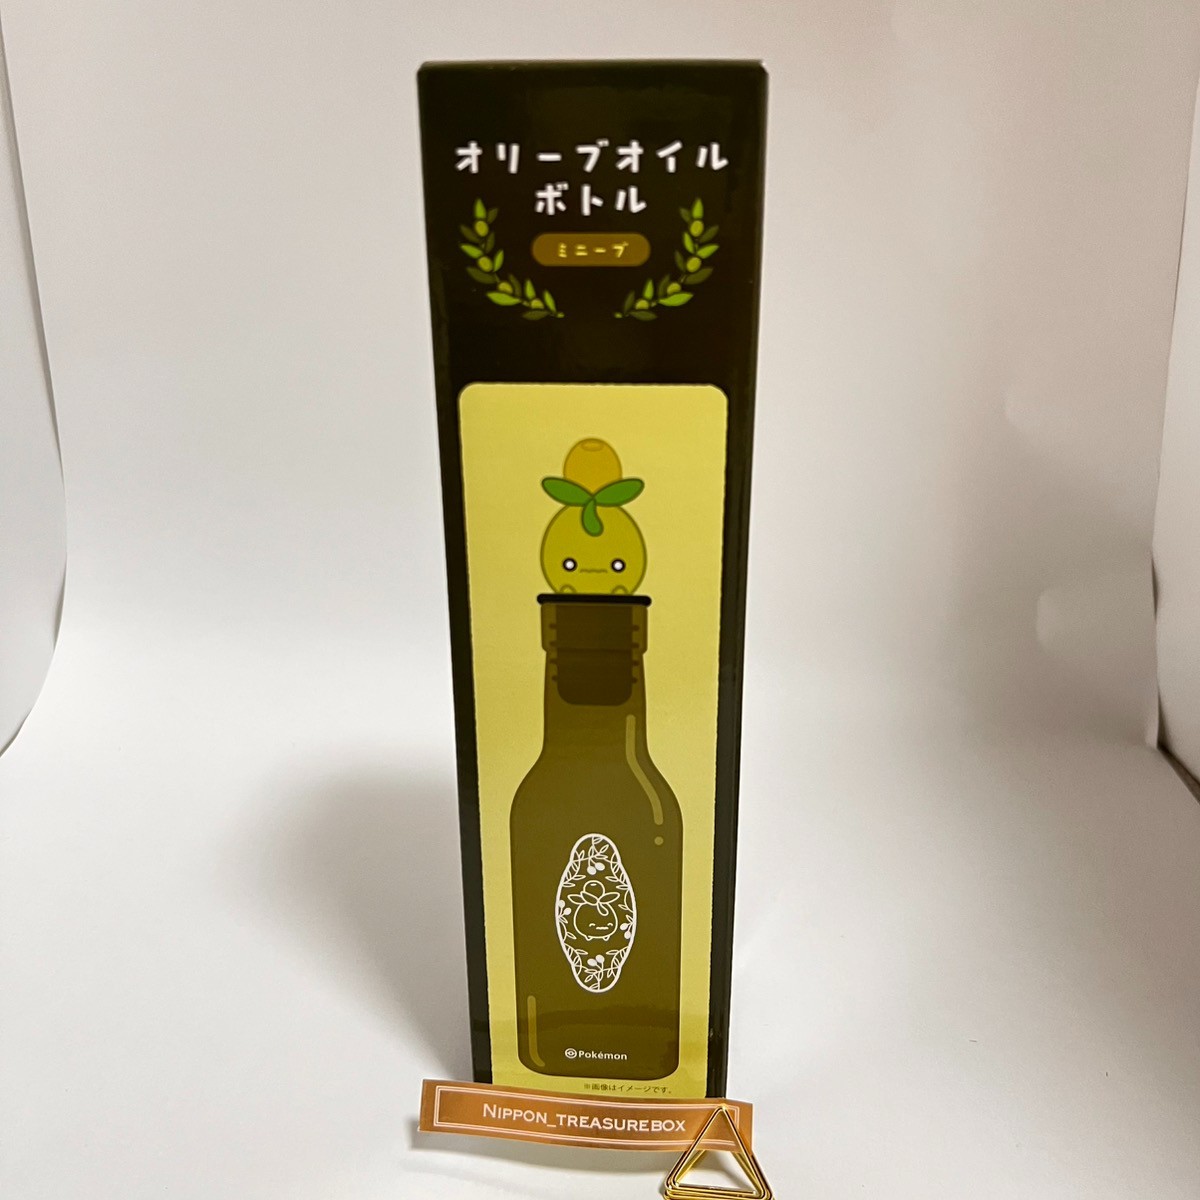 オリーブオイル
ボトル
ミニーブ
Pokémon
※画像はイメージです。
NIPPON_TREASUREBOX